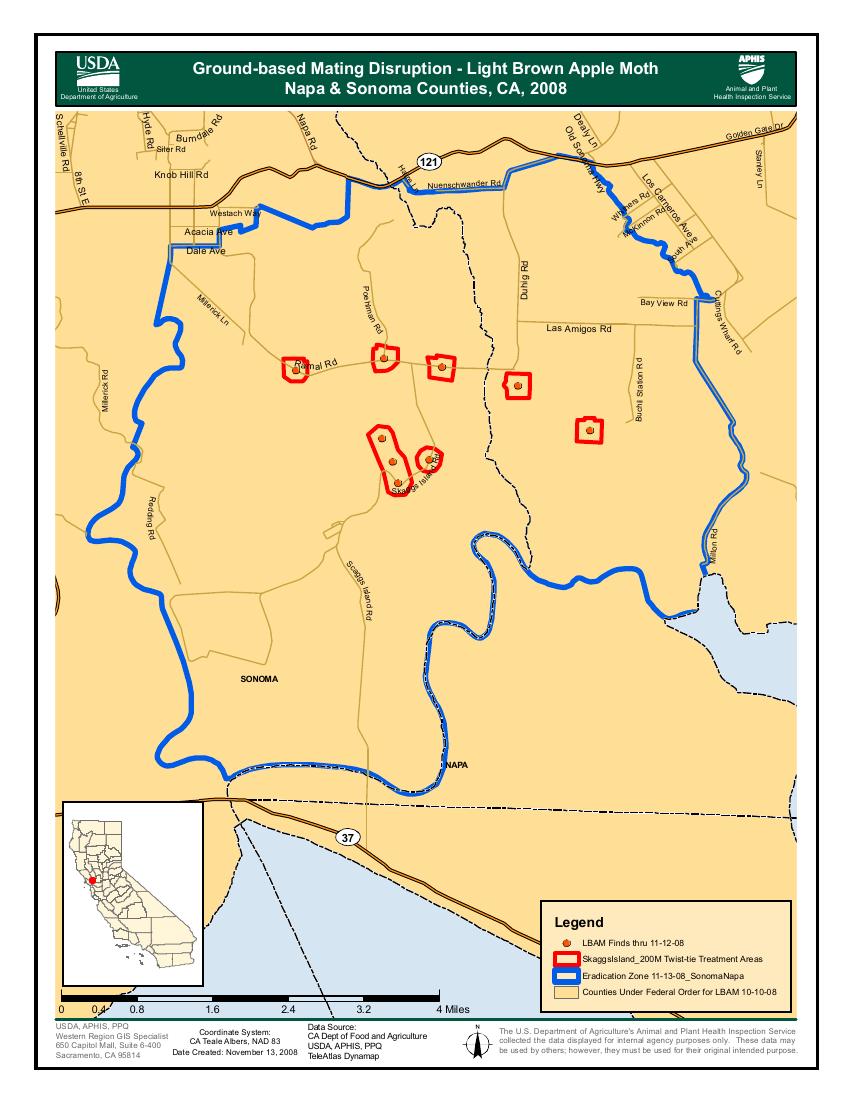 USDA
United States
Department of Agriculture
Ground-based Mating Disruption - Light Brown Apple Moth
Napa & Sonoma Counties, CA, 2008
APHIS
Animal and Plant
Health Inspection Service
Schellville Rd
8th St E
Hyde Rd
Burndale Rd
Siler Rd
Knob Hill Rd
Napa Rd
121
Dealy Ln
Old Sonoma Hwy
Golden Gate Dr
Stanley Ln
Nuenschwander Rd
Los Carneros Ave
Withers Rd
McKinnon Rd
South Ave
Westach Way
Acacia Ave
Dale Ave
Millerick Ln
Poehlman Rd
Duhig Rd
Bay View Rd
Cuttings Wharf Rd
Las Amigos Rd
Ramal Rd
Buchli Station Rd
Millerick Rd
Skaggs Island Rd
Redding Rd
Milton Rd
Scaggs Island Rd
SONOMA
NAPA
37
Legend
LBAM Finds thru 11-12-08
SkaggsIsland_200M Twist-tie Treatment Areas
Eradication Zone 11-13-08_SonomaNapa
Counties Under Federal Order for LBAM 10-10-08
0 0.4 0.8 1.6 2.4 3.2 4 Miles
USDA, APHIS, PPQ
Western Region GIS Specialist
650 Capitol Mall, Suite 6-400
Sacramento, CA 95814
Coordinate System:
CA Teale Albers, NAD 83
Date Created: November 13, 2008
Data Source:
CA Dept of Food and Agriculture
USDA, APHIS, PPQ
TeleAtlas Dynamap
N
The U.S. Department of Agriculture's Animal and Plant Health Inspection Service
collected the data displayed for internal agency purposes only. These data may
be used by others; however, they must be used for their original intended purpose.